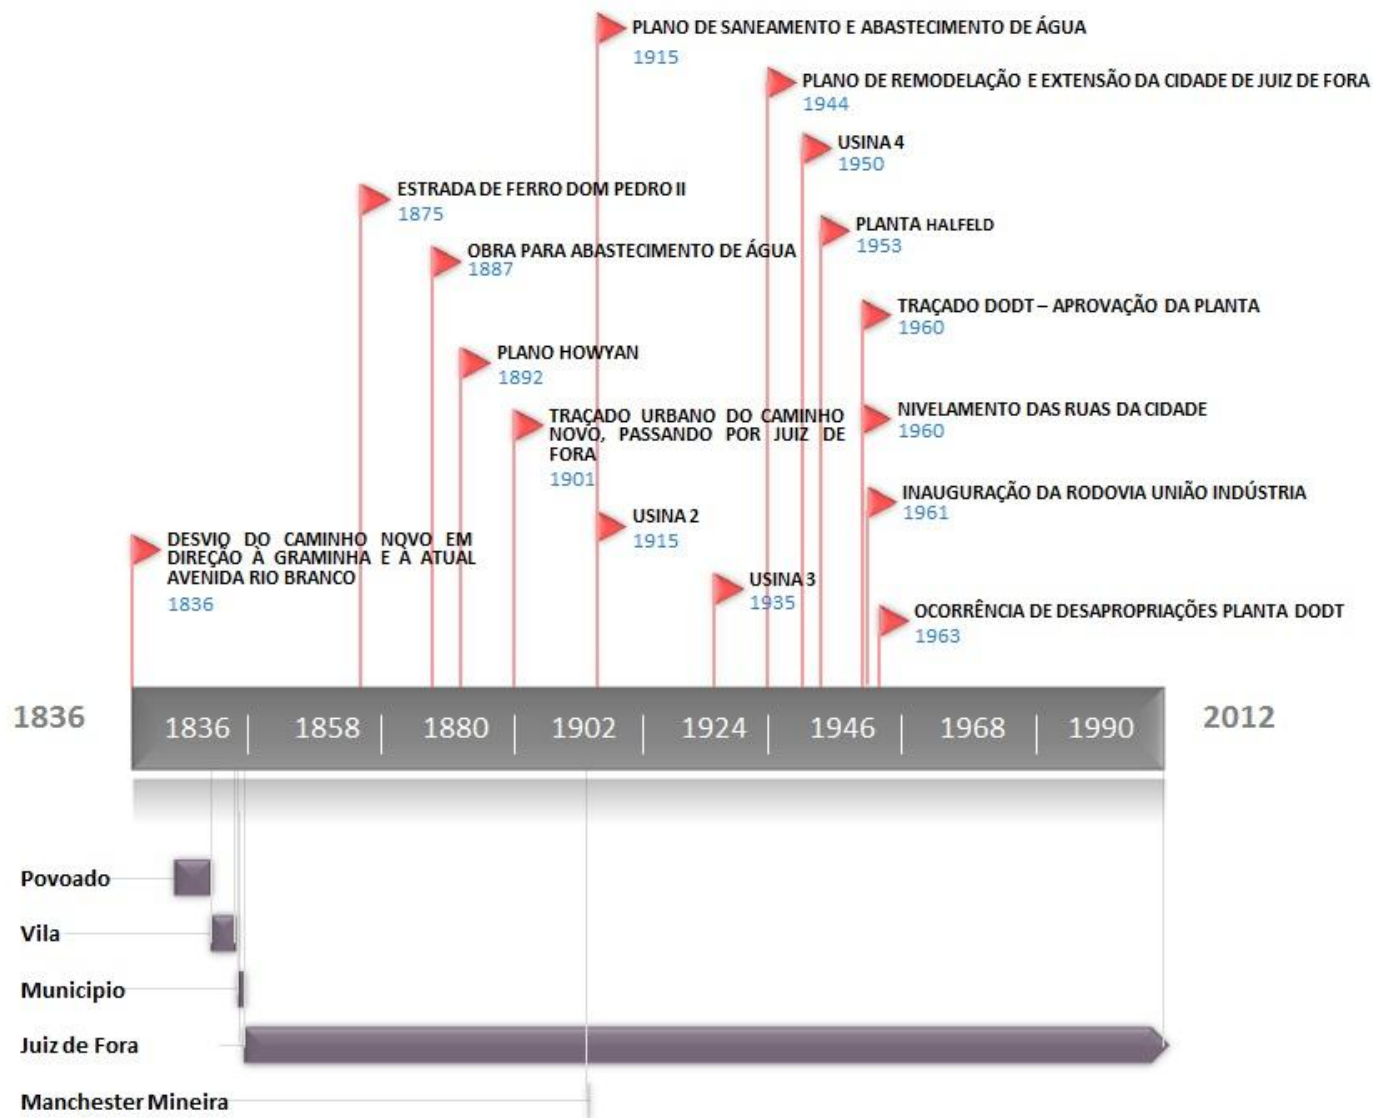 PLANO DE SANEAMENTO E ABASTECIMENTO DE ÁGUA
1915
PLANO DE REMODELAÇÃO E EXTENSÃO DA CIDADE DE JUIZ DE FORA
1944
USINA 4
1950
ESTRADA DE FERRO DOM PEDRO II
1875
PLANTA HALFELD
1953
OBRA PARA ABASTECIMENTO DE ÁGUA
1887
TRAÇADO DODT – APROVAÇÃO DA PLANTA
1960
PLANO HOWYAN
1892
NIVELAMENTO DAS RUAS DA CIDADE
1960
TRAÇADO URBANO DO CAMINHO
NOVO, PASSANDO POR JUIZ DE
FORA
1901
INAUGURAÇÃO DA RODOVIA UNIÃO INDÚSTRIA
1961
USINA 2
1915
DESVIO DO CAMINHO NOVO EM
DIREÇÃO À GRAMINHA E À ATUAL
AVENIDA RIO BRANCO
1836
USINA 3
1935
OCORRÊNCIA DE DESAPROPRIAÇÕES PLANTA DODT
1963
1836 1836 1858 1880 1902 1924 1946 1968 1990 2012
Povoado
Vila
Municipio
Juiz de Fora
Manchester Mineira